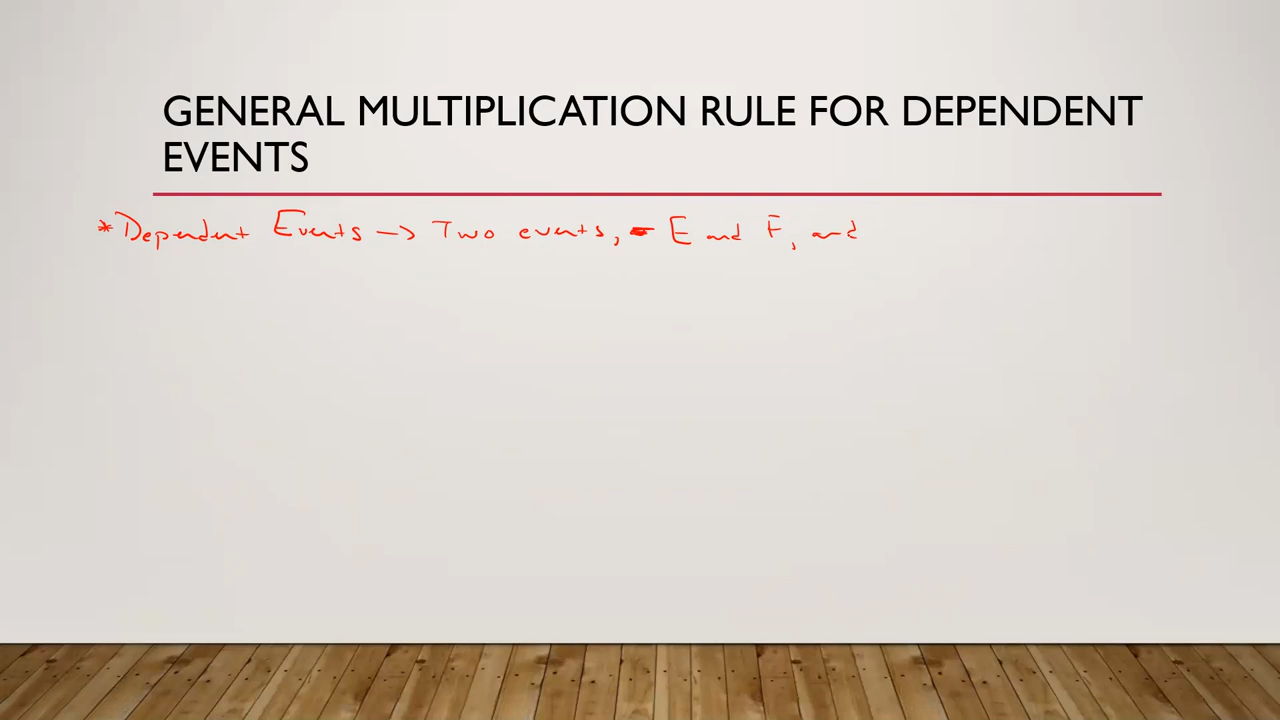 GENERAL MULTIPLICATION RULE FOR DEPENDENT
EVENTS
*Dependent Events → Two events, E and F, and